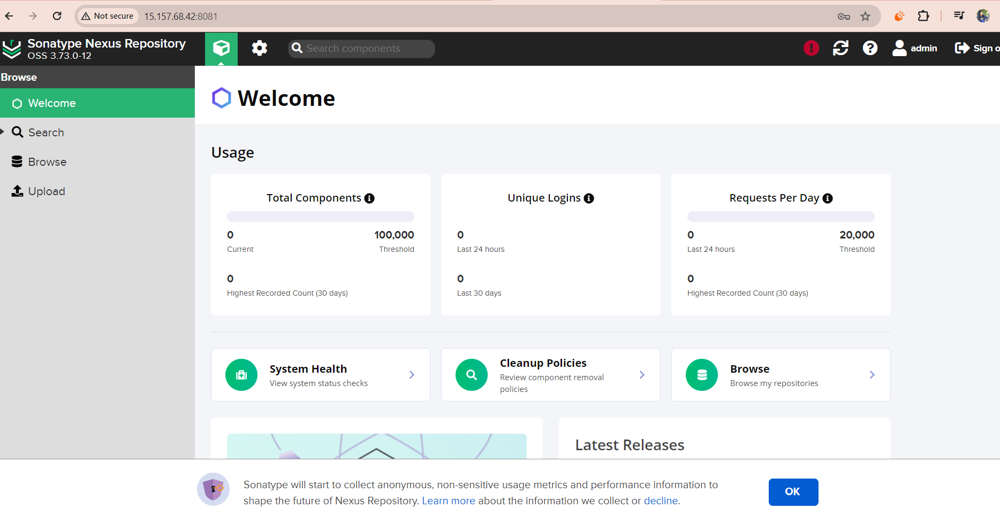 Not secure 15.157.68.42:8081
Sonatype Nexus Repository
OSS 3.73.0-12
Search components
admin
Sign o
Browse
Welcome
Search
Browse
Upload
Welcome
Usage
Total Components
0 100,000
Current Threshold
0
Highest Recorded Count (30 days)
Unique Logins
0
Last 24 hours
0
Last 30 days
Requests Per Day
0 20,000
Last 24 hours Threshold
0
Highest Recorded Count (30 days)
System Health
View system status checks
Cleanup Policies
Review component removal
policies
Browse
Browse my repositories
Latest Releases
Sonatype will start to collect anonymous, non-sensitive usage metrics and performance information to
shape the future of Nexus Repository. Learn more about the information we collect or decline.
OK